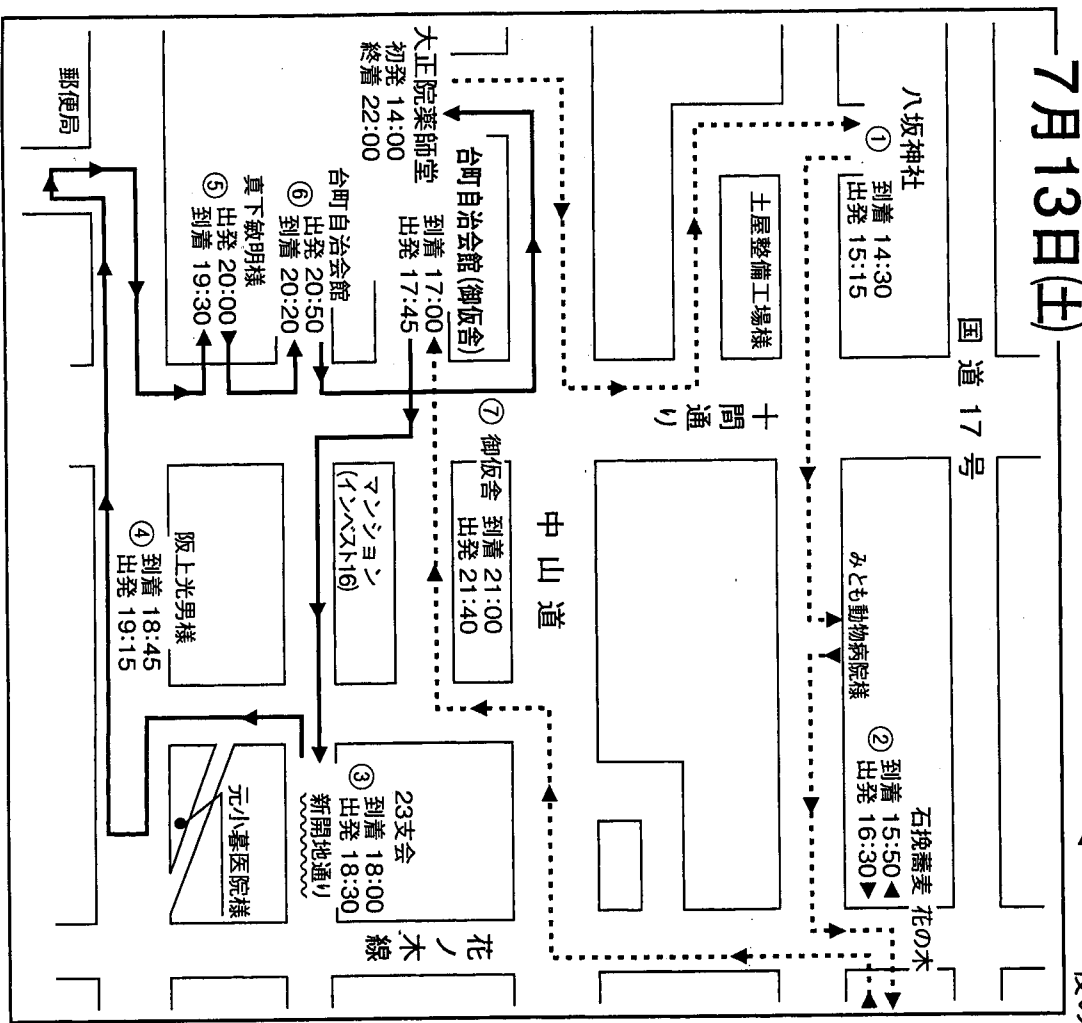 7月13日(土)
国道 17 号
八坂神社
① 到着 14:30
出発 15:15
土屋整備工場様
十間通り
みとも動物病院様
石挽蕎麦 花の木
② 到着 15:50
出発 16:30
中山道
大正院薬師堂
初発 14:00
終着 22:00
台町自治会館(御仮舎)
到着 17:00
出発 17:45
⑦ 御仮舎 到着 21:00
出発 21:40
マンション
(インベスト16)
23支会
③ 到着 18:00
出発 18:30
新開地通り
花ノ木線
元小暮医院様
阪上光男様
④ 到着 18:45
出発 19:15
台町自治会館
⑥ 出発 20:50
到着 20:20
真下敏明様
⑤ 出発 20:00
到着 19:30
郵便局